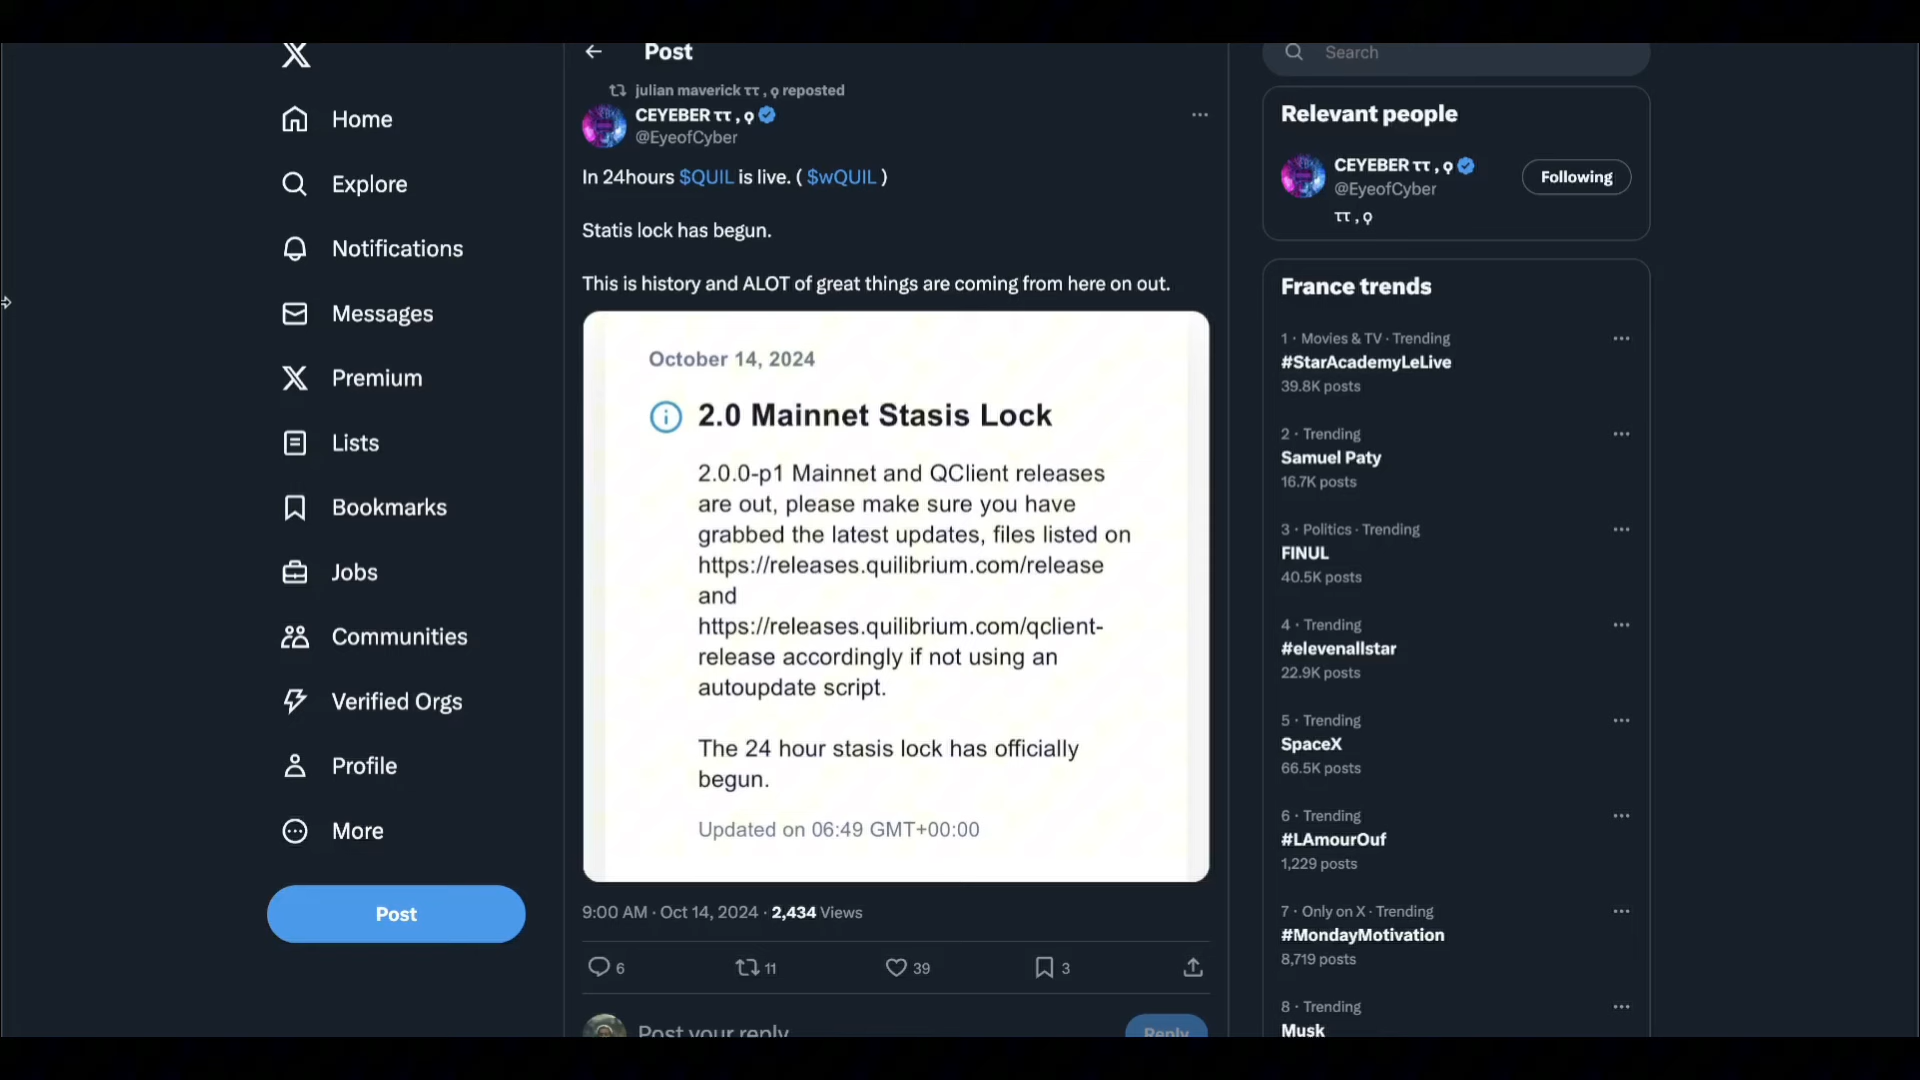 Home
Explore
Notifications
Messages
Premium
Lists
Bookmarks
Jobs
Communities
Verified Orgs
Profile
More
Post
Post
julian maverick ττ , ϙ reposted
CEYEBER ττ , ϙ
@EyeofCyber
In 24hours $QUIL is live. ( $wQUIL )
Statis lock has begun.
This is history and ALOT of great things are coming from here on out.
October 14, 2024
2.0 Mainnet Stasis Lock
2.0.0-p1 Mainnet and QClient releases
are out, please make sure you have
grabbed the latest updates, files listed on
https://releases.quilibrium.com/release
and
https://releases.quilibrium.com/qclient-
release accordingly if not using an
autoupdate script.
The 24 hour stasis lock has officially
begun.
Updated on 06:49 GMT+00:00
9:00 AM · Oct 14, 2024 · 2,434 Views
6 11 39 3
Post your reply
Reply
Search
Relevant people
CEYEBER ττ , ϙ
@EyeofCyber
Following
ττ , ϙ
France trends
1 · Movies & TV · Trending
#StarAcademyLeLive
39.8K posts
2 · Trending
Samuel Paty
16.7K posts
3 · Politics · Trending
FINUL
40.5K posts
4 · Trending
#elevenallstar
22.9K posts
5 · Trending
SpaceX
66.5K posts
6 · Trending
#LAmourOuf
1,229 posts
7 · Only on X · Trending
#MondayMotivation
8,719 posts
8 · Trending
Musk